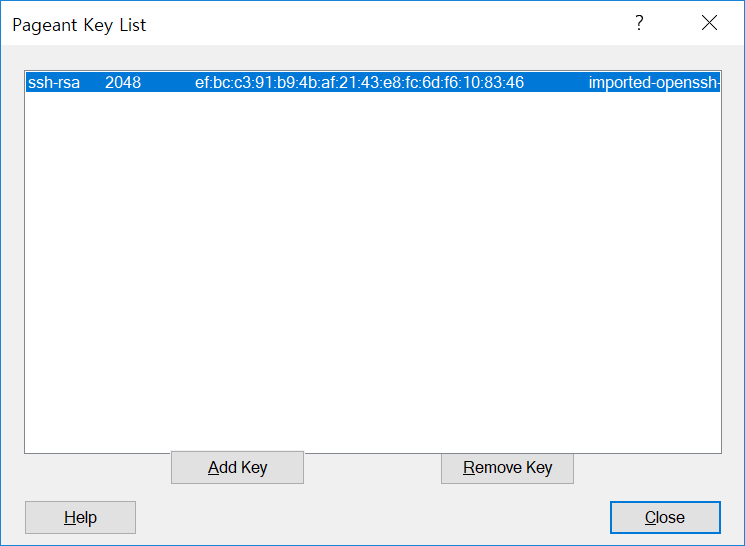 Pageant Key List
ssh-rsa 2048 ef:bc:c3:91:b9:4b:af:21:43:e8:fc:6d:f6:10:83:46 imported-openssh-
Add Key Remove Key
Help Close